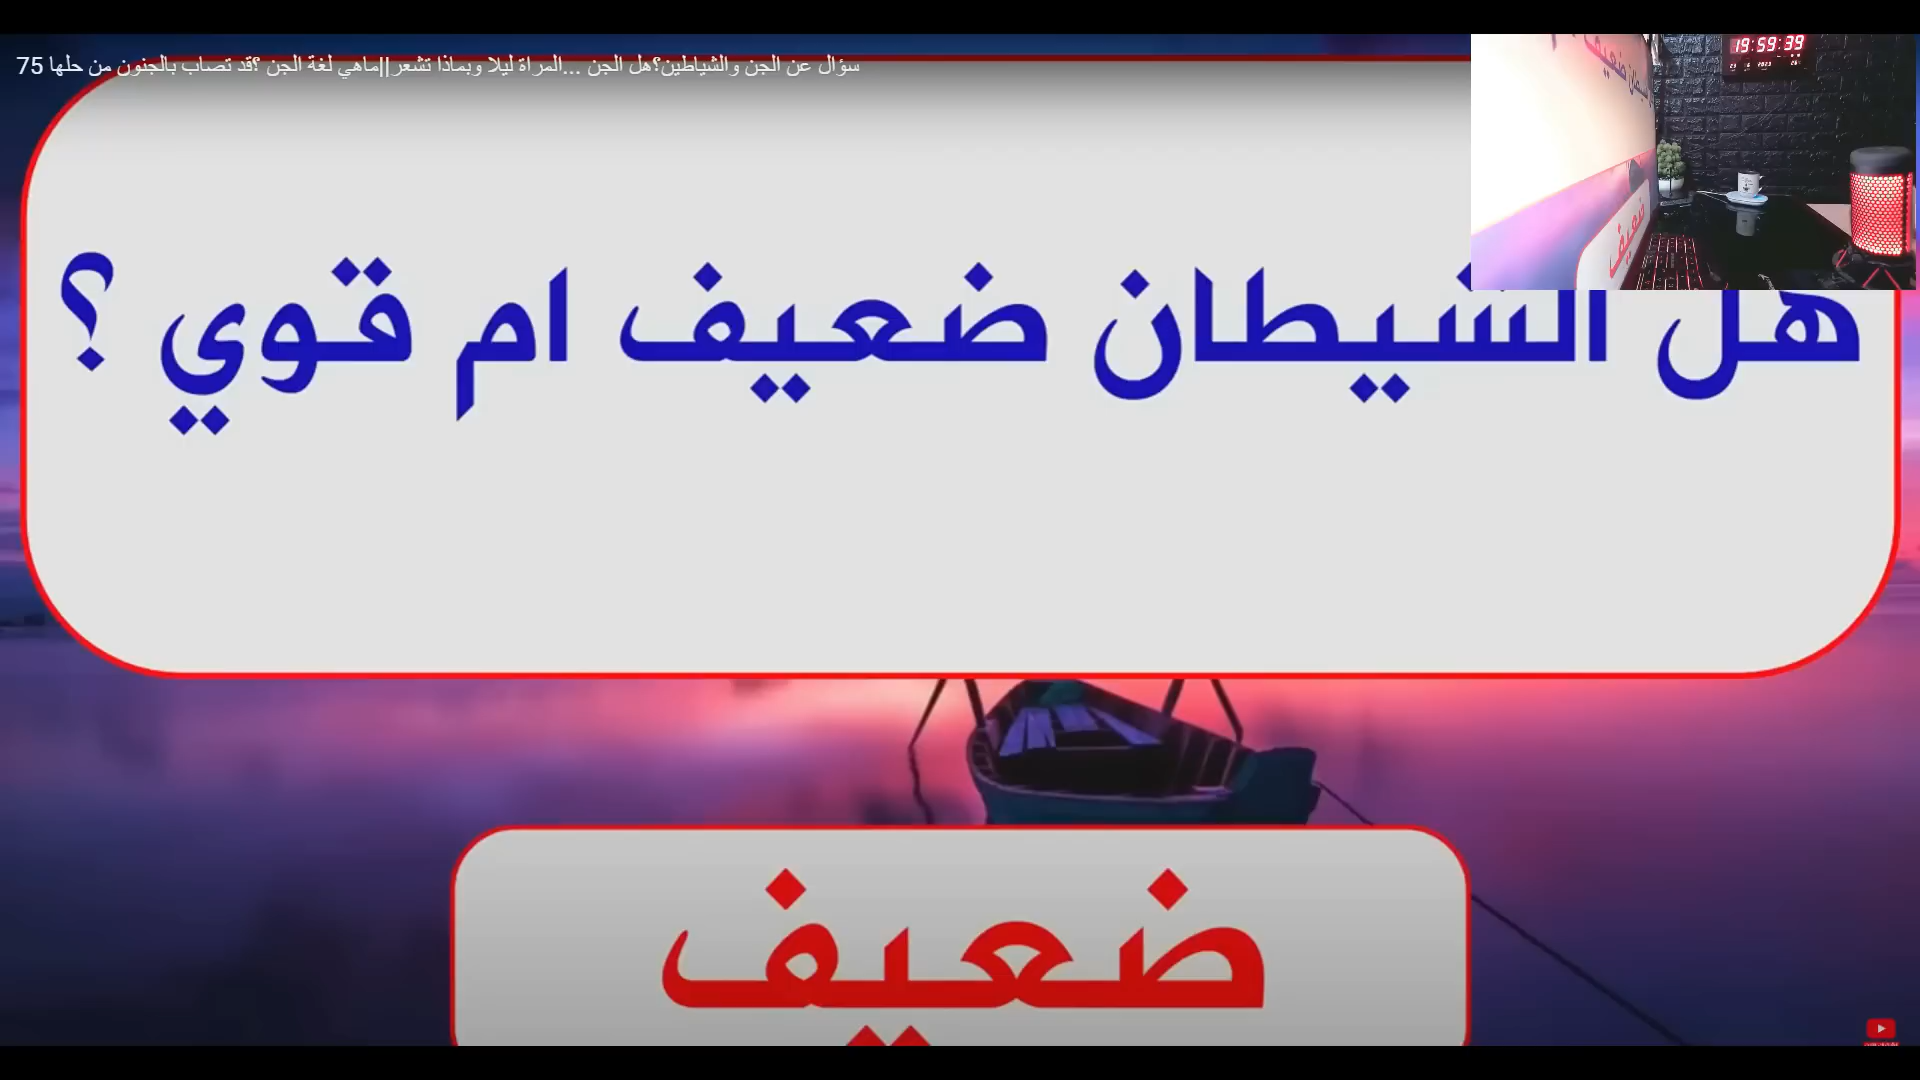 75 سؤال عن الجن والشياطين؟هل الجن ...المراة ليلا وبماذا تشعر||ماهي لغة الجن ؟قد تصاب بالجنون من حلها
19:59:39
هل الشيطان ضعيف ام قوي ؟
ضعيف